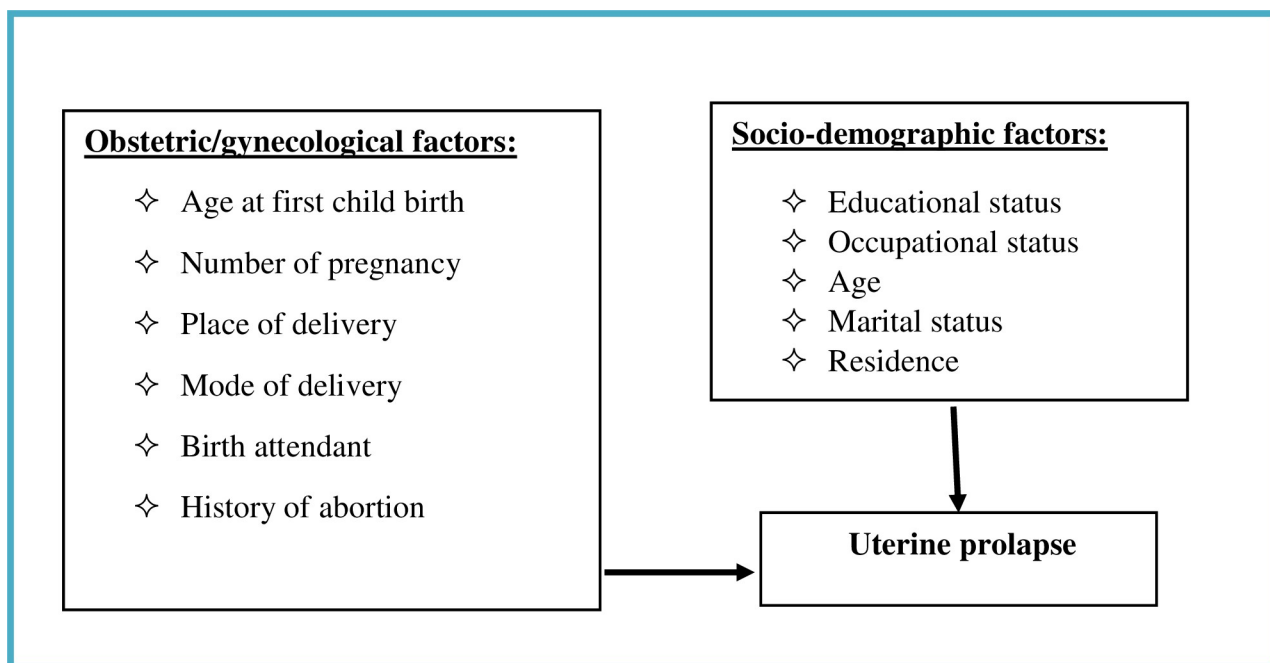 Obstetric/gynecological factors:
✧ Age at first child birth
✧ Number of pregnancy
✧ Place of delivery
✧ Mode of delivery
✧ Birth attendant
✧ History of abortion
Socio-demographic factors:
✧ Educational status
✧ Occupational status
✧ Age
✧ Marital status
✧ Residence
Uterine prolapse